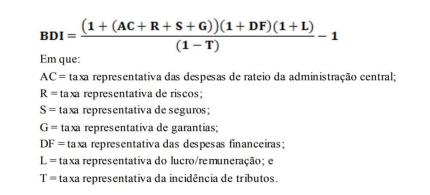 BDI = (1 + (AC + R + S + G))(1 + DF)(1 + L) / (1 − T) − 1
Em que:
AC = taxa representativa das despesas de rateio da administração central;
R = taxa representativa de riscos;
S = taxa representativa de seguros;
G = taxa representativa de garantias;
DF = taxa representativa das despesas financeiras;
L = taxa representativa do lucro/remuneração; e
T = taxa representativa da incidência de tributos.